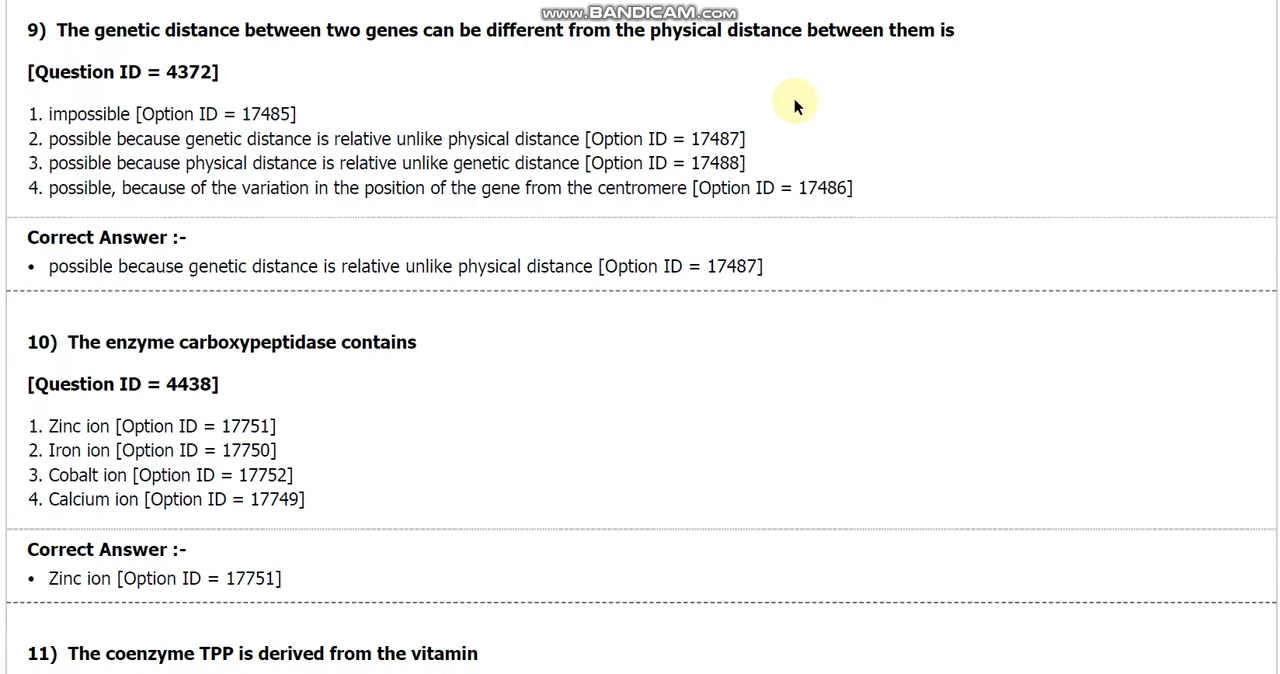 www.BANDICAM.com
9) The genetic distance between two genes can be different from the physical distance between them is
[Question ID = 4372]
1. impossible [Option ID = 17485]
2. possible because genetic distance is relative unlike physical distance [Option ID = 17487]
3. possible because physical distance is relative unlike genetic distance [Option ID = 17488]
4. possible, because of the variation in the position of the gene from the centromere [Option ID = 17486]
Correct Answer :-
• possible because genetic distance is relative unlike physical distance [Option ID = 17487]
10) The enzyme carboxypeptidase contains
[Question ID = 4438]
1. Zinc ion [Option ID = 17751]
2. Iron ion [Option ID = 17750]
3. Cobalt ion [Option ID = 17752]
4. Calcium ion [Option ID = 17749]
Correct Answer :-
• Zinc ion [Option ID = 17751]
11) The coenzyme TPP is derived from the vitamin